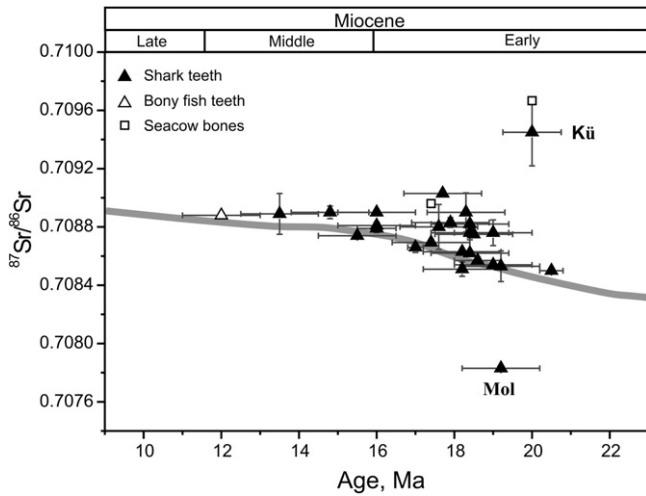 Miocene
Late Middle Early
0.7100
Shark teeth
Bony fish teeth
Seacow bones
0.7096
Kü
0.7092
0.7088
0.7084
0.7080
0.7076
Mol
87Sr/86Sr
10 12 14 16 18 20 22
Age, Ma